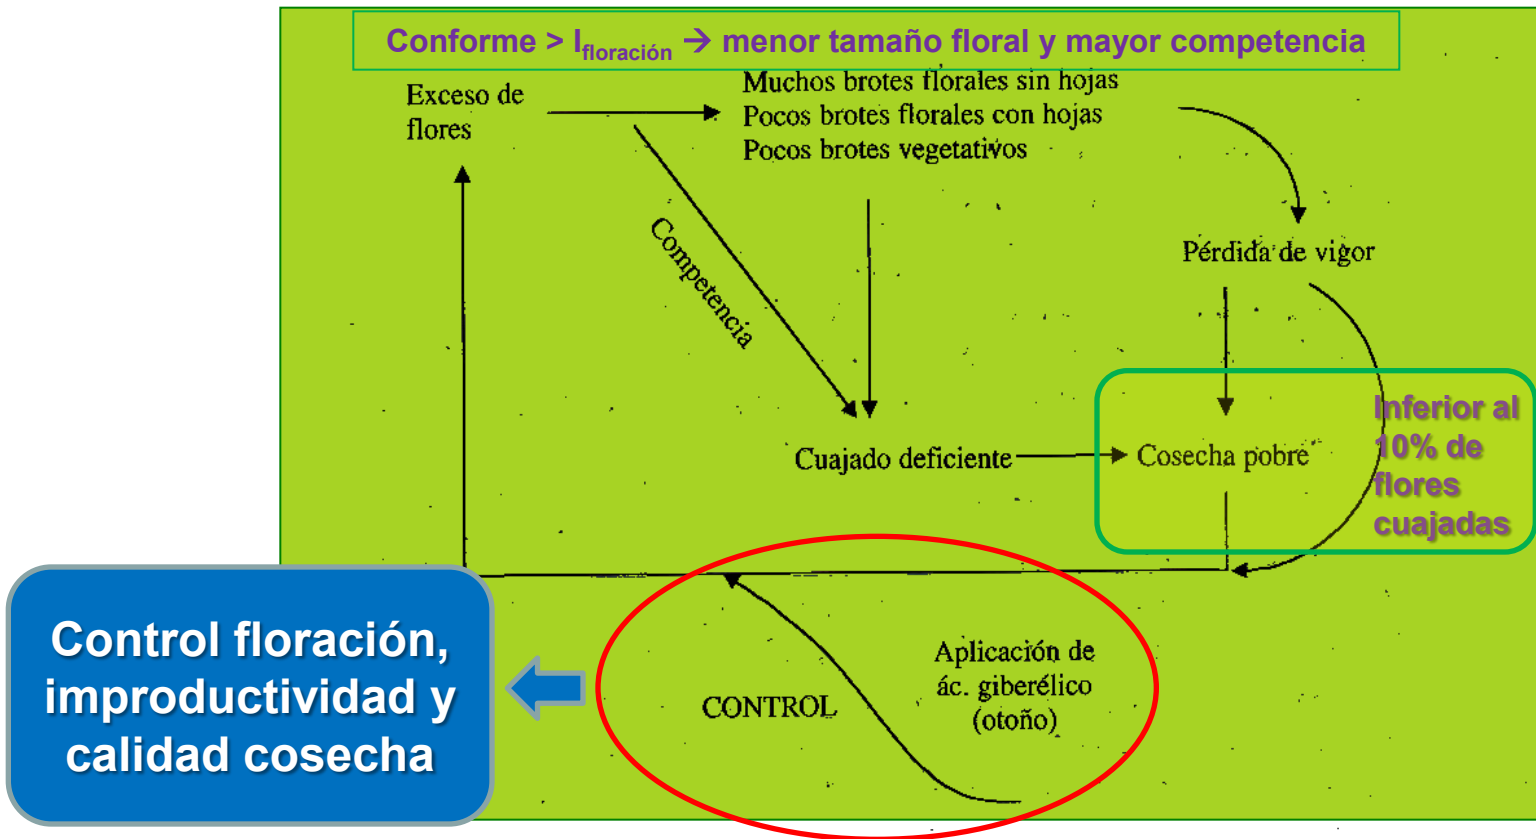 Conforme > Ifloración → menor tamaño floral y mayor competencia
Exceso de
flores
Muchos brotes florales sin hojas
Pocos brotes florales con hojas
Pocos brotes vegetativos
Competencia
Pérdida de vigor
Cuajado deficiente
Cosecha pobre
Inferior al
10% de
flores
cuajadas
Control floración,
improductividad y
calidad cosecha
CONTROL
Aplicación de
ác. giberélico
(otoño)